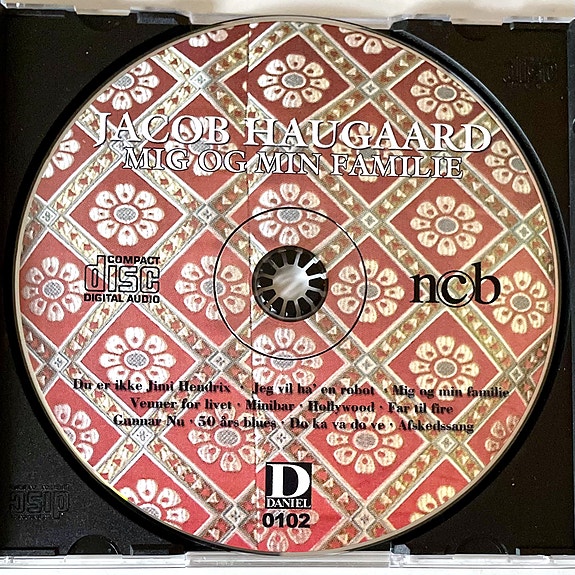 JACOB HAUGAARD
MIG OG MIN FAMILIE
COMPACT
disc
DIGITAL AUDIO
ncb
Du er ikke Jimi Hendrix · Jeg vil ha' en robot · Mig og min familie
Venner for livet · Minibar · Hollywood · Far til fire
Gunnar Nu · 50 års blues · Do ka va do ve · Afskedssang
D
DANIEL
0102